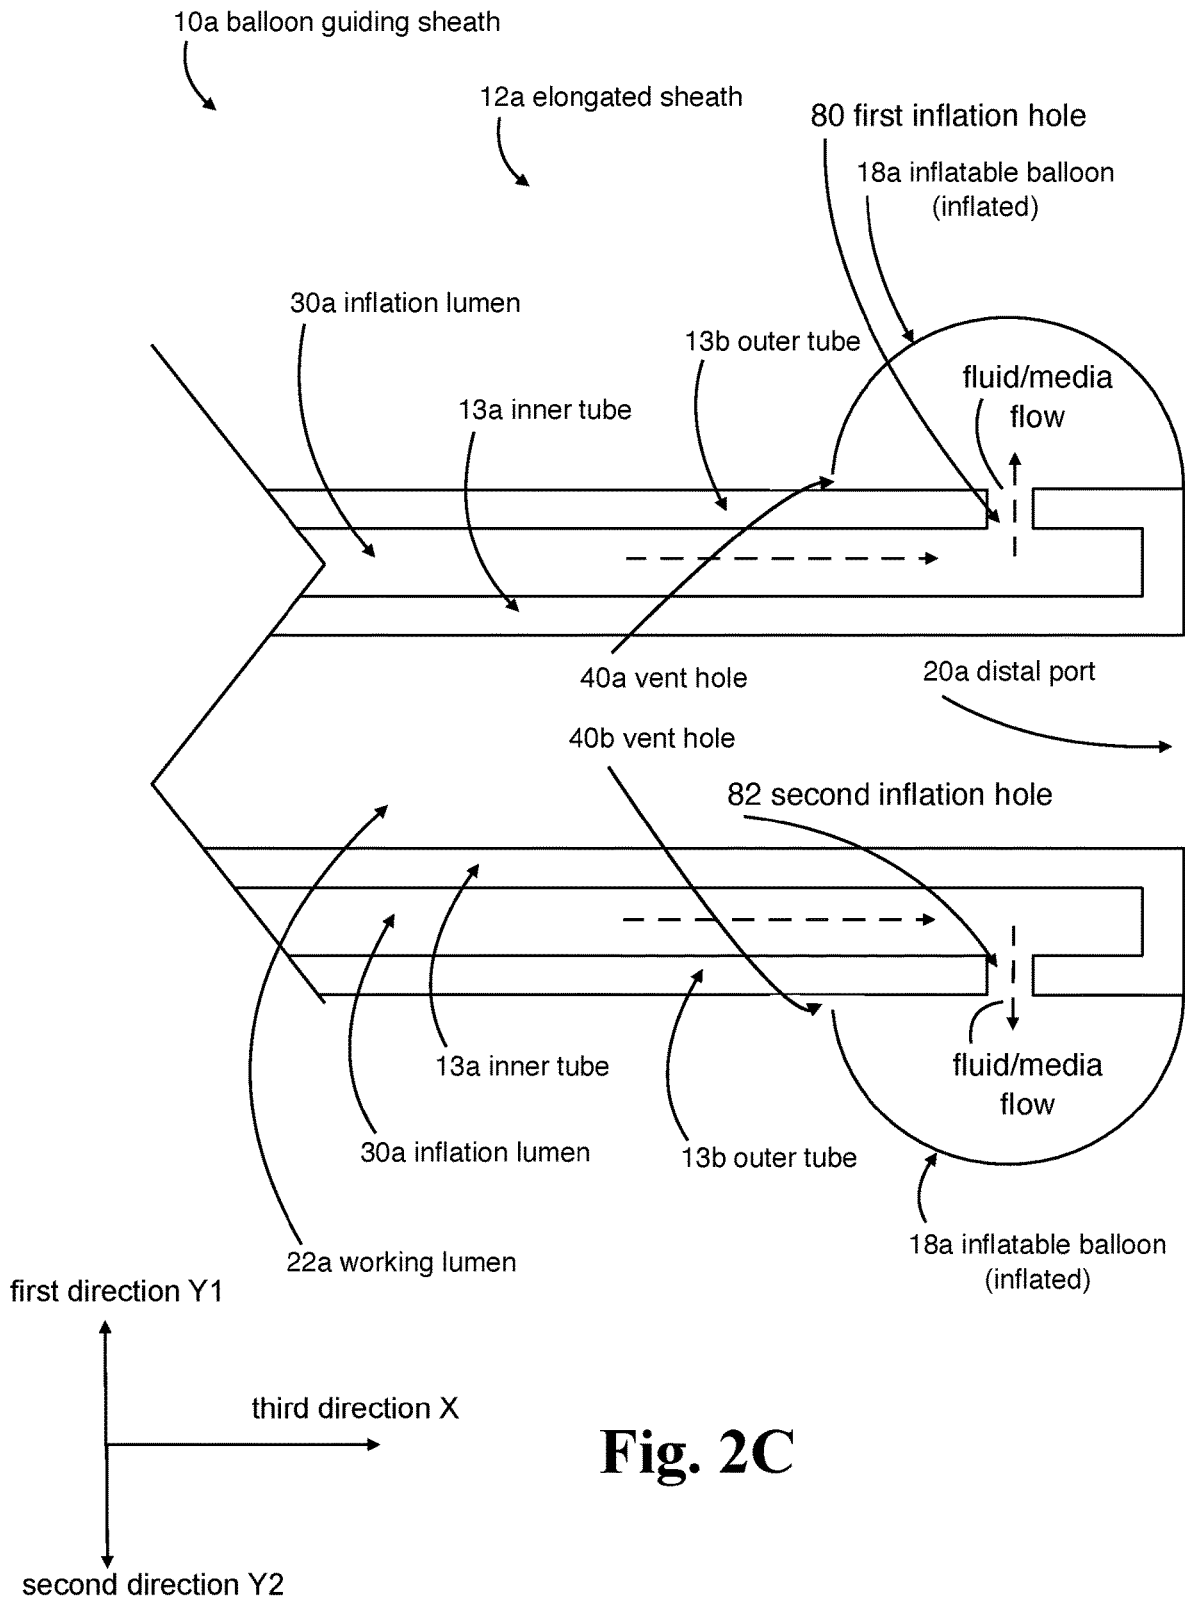 10a balloon guiding sheath
12a elongated sheath
80 first inflation hole
18a inflatable balloon
(inflated)
30a inflation lumen
13b outer tube
fluid/media
flow
13a inner tube
40a vent hole
20a distal port
40b vent hole
82 second inflation hole
13a inner tube
fluid/media
flow
30a inflation lumen
13b outer tube
18a inflatable balloon
(inflated)
22a working lumen
first direction Y1
third direction X
Fig. 2C
second direction Y2